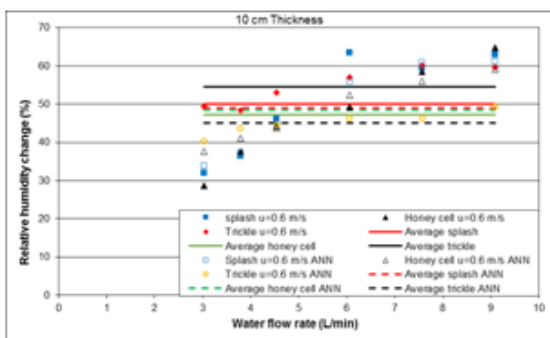 10 cm Thickness
Relative humidity change (%)
70
60
50
40
30
20
10
0
splash u=0.6 m/s
Honey cell u=0.6 m/s
Trickle u=0.6 m/s
Average splash
Average honey cell
Average trickle
Splash u=0.6 m/s ANN
Honey cell u=0.6 m/s ANN
Trickle u=0.6 m/s ANN
Average splash ANN
Average honey cell ANN
Average trickle ANN
0 1 2 3 4 5 6 7 8 9 10
Water flow rate (L/min)